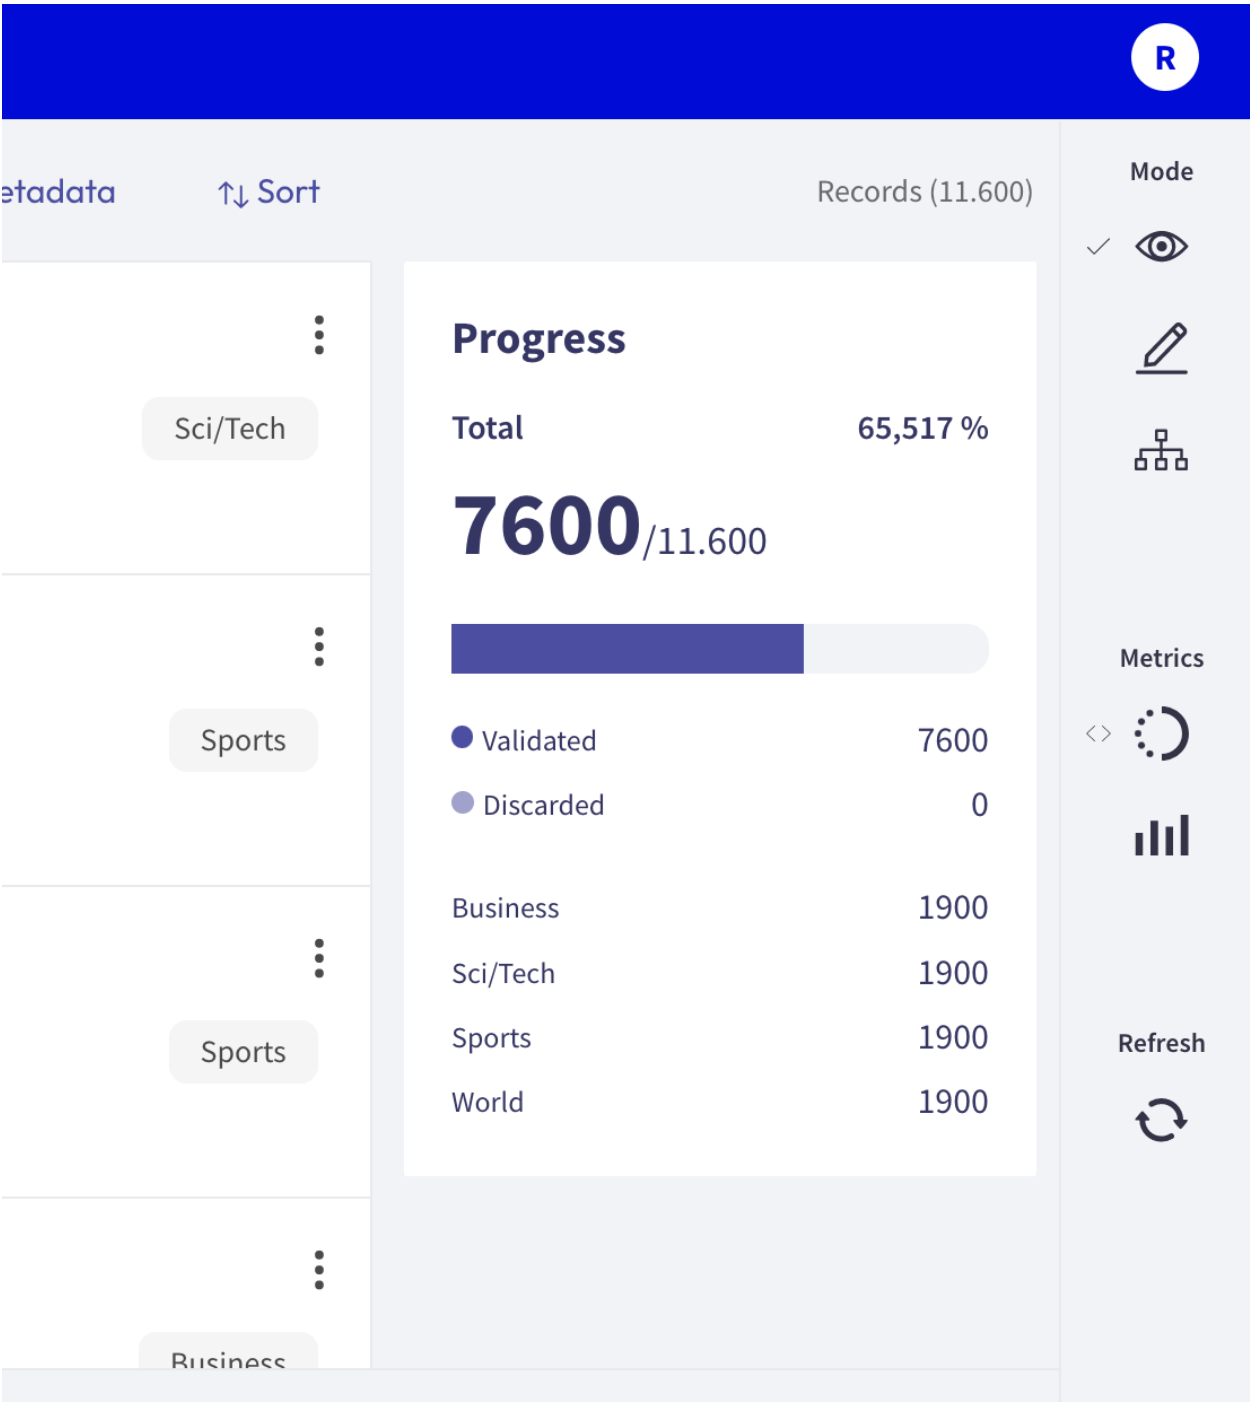 R
etadata
Sort
Records (11.600)
Mode
Sci/Tech
Sports
Sports
Business
Progress
Total 65,517 %
7600/11.600
Validated 7600
Discarded 0
Business 1900
Sci/Tech 1900
Sports 1900
World 1900
Metrics
Refresh